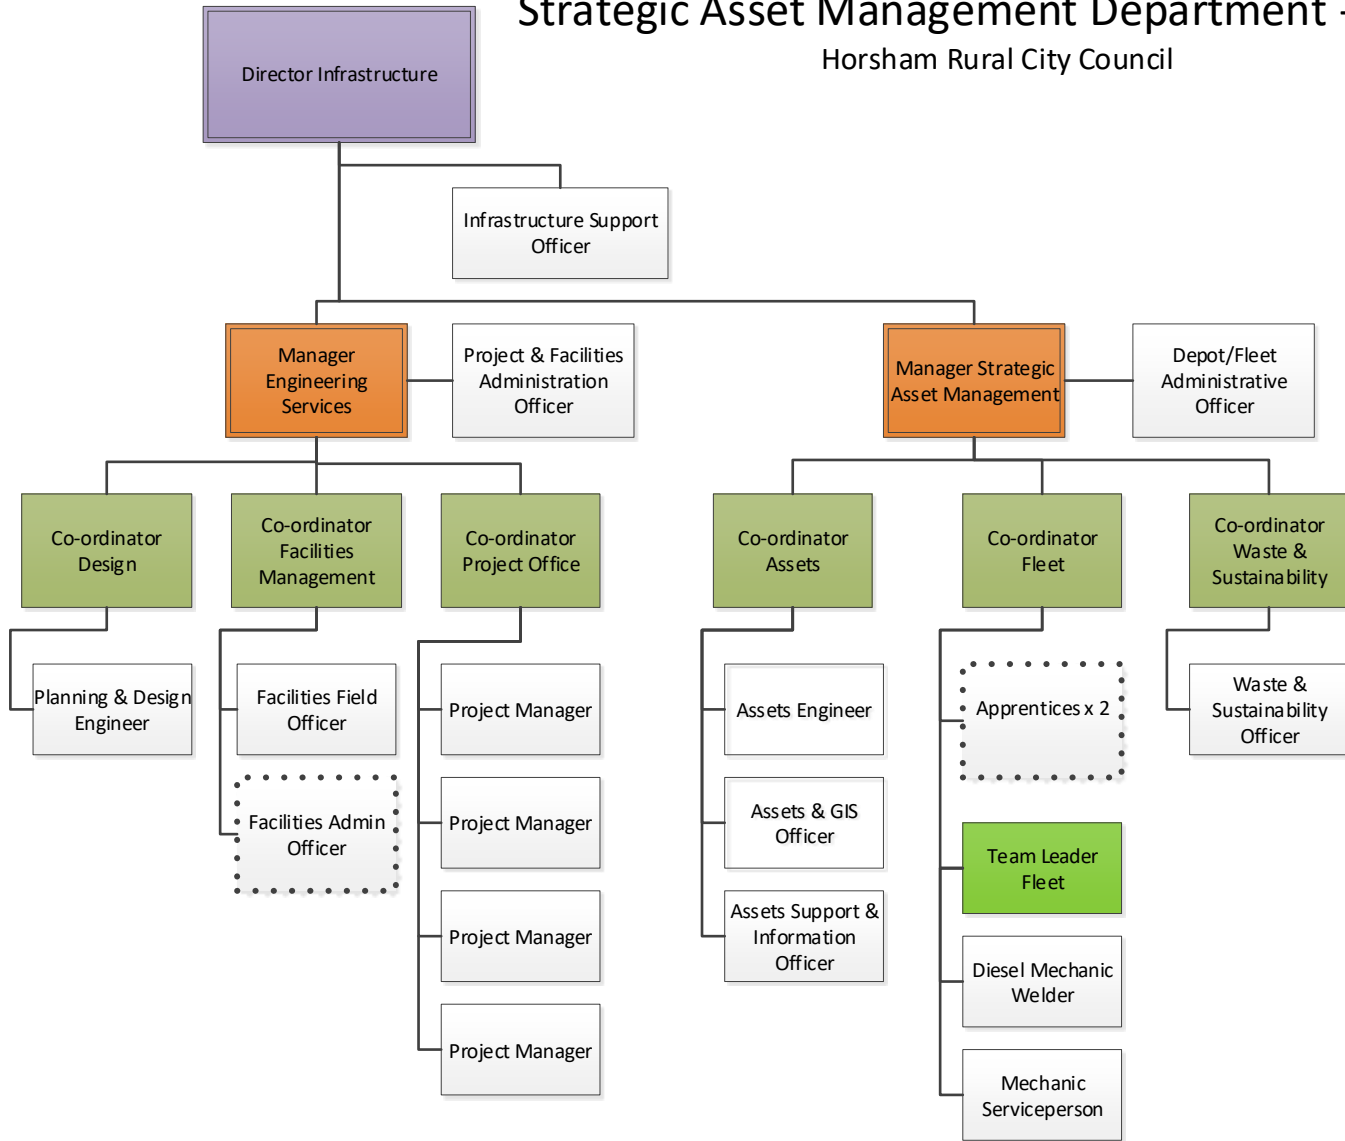 Strategic Asset Management Department -
Horsham Rural City Council
Director Infrastructure
Infrastructure Support
Officer
Manager
Engineering
Services
Project & Facilities
Administration
Officer
Manager Strategic
Asset Management
Depot/Fleet
Administrative
Officer
Co-ordinator
Design
Co-ordinator
Facilities
Management
Co-ordinator
Project Office
Co-ordinator
Assets
Co-ordinator
Fleet
Co-ordinator
Waste &
Sustainability
Planning & Design
Engineer
Facilities Field
Officer
Project Manager
Assets Engineer
Apprentices x 2
Waste &
Sustainability
Officer
Facilities Admin
Officer
Project Manager
Assets & GIS
Officer
Team Leader
Fleet
Project Manager
Assets Support &
Information
Officer
Diesel Mechanic
Welder
Project Manager
Mechanic
Serviceperson